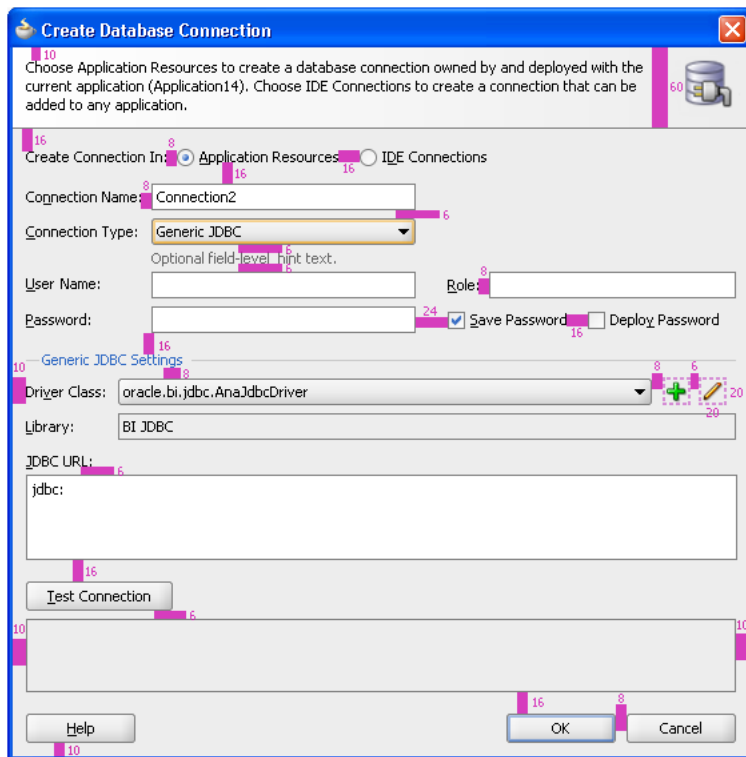 Create Database Connection
10
Choose Application Resources to create a database connection owned by and deployed with the
current application (Application14). Choose IDE Connections to create a connection that can be
added to any application.
60
16
8
Create Connection In: Application Resources IDE Connections
16
16
8
Connection Name: Connection2
6
Connection Type: Generic JDBC
6
Optional field-level hint text.
6
User Name:
8
Role:
Password:
24
Save Password
16
Deploy Password
16
Generic JDBC Settings
10
8
8
6
Driver Class: oracle.bi.jdbc.AnaJdbcDriver
20
20
Library: BI JDBC
JDBC URL:
6
jdbc:
16
Test Connection
6
10
10
16
8
Help OK Cancel
10